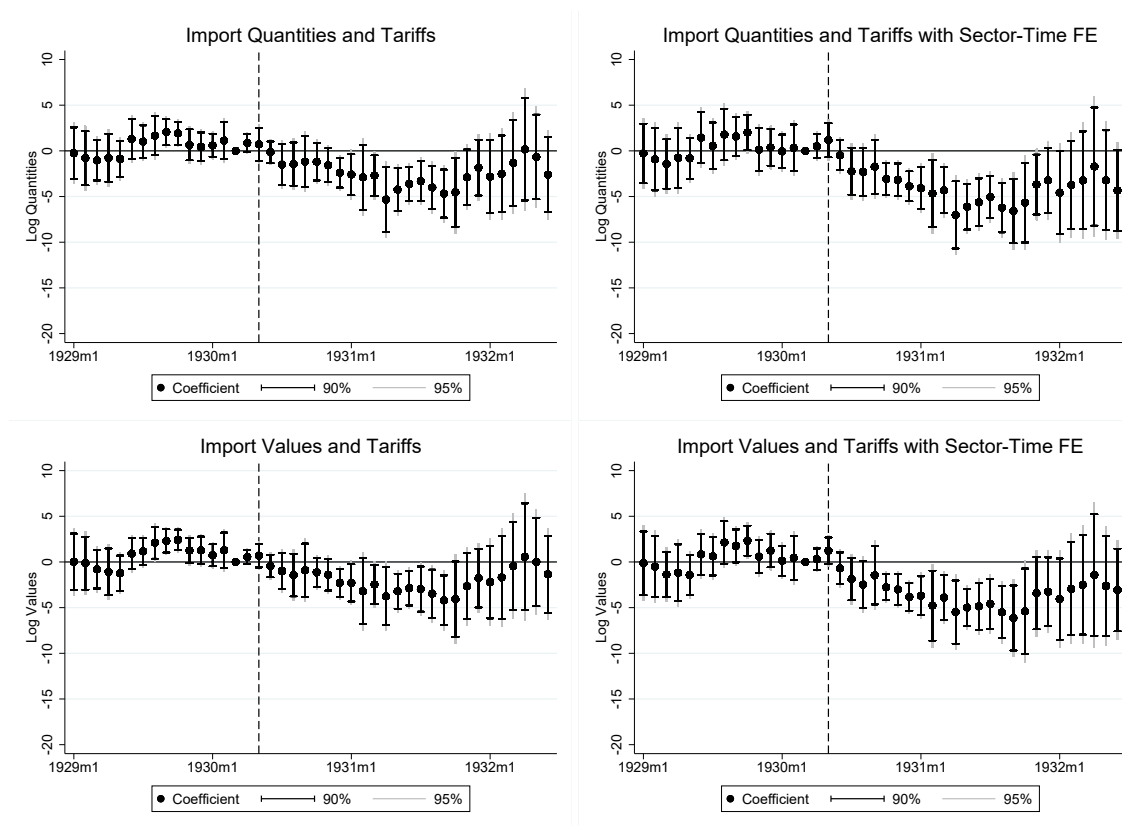 Import Quantities and Tariffs
Log Quantities
10
5
0
-5
-10
-15
-20
1929m1 1930m1 1931m1 1932m1
Coefficient 90% 95%
Import Quantities and Tariffs with Sector-Time FE
Log Quantities
10
5
0
-5
-10
-15
-20
1929m1 1930m1 1931m1 1932m1
Coefficient 90% 95%
Import Values and Tariffs
Log Values
10
5
0
-5
-10
-15
-20
1929m1 1930m1 1931m1 1932m1
Coefficient 90% 95%
Import Values and Tariffs with Sector-Time FE
Log Values
10
5
0
-5
-10
-15
-20
1929m1 1930m1 1931m1 1932m1
Coefficient 90% 95%